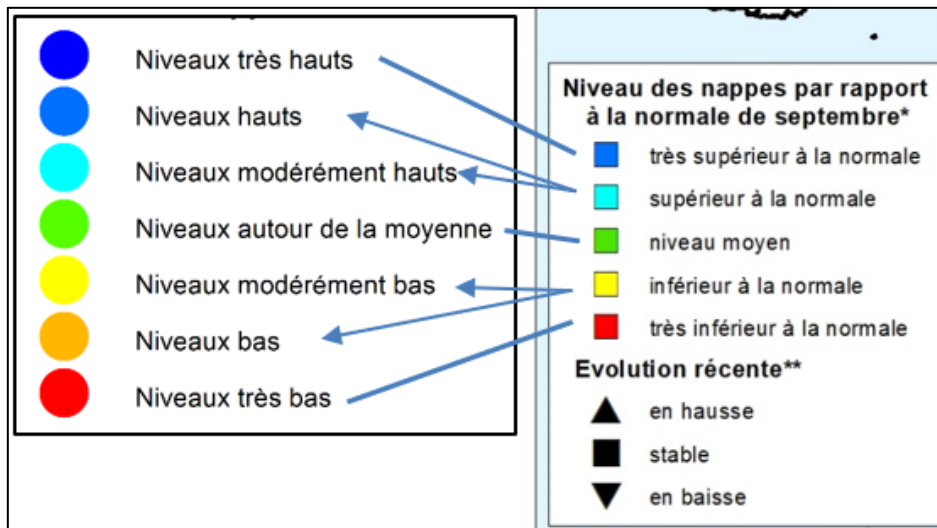 Niveaux très hauts
Niveaux hauts
Niveaux modérément hauts
Niveaux autour de la moyenne
Niveaux modérément bas
Niveaux bas
Niveaux très bas
Niveau des nappes par rapport
à la normale de septembre*
très supérieur à la normale
supérieur à la normale
niveau moyen
inférieur à la normale
très inférieur à la normale
Evolution récente**
en hausse
stable
en baisse